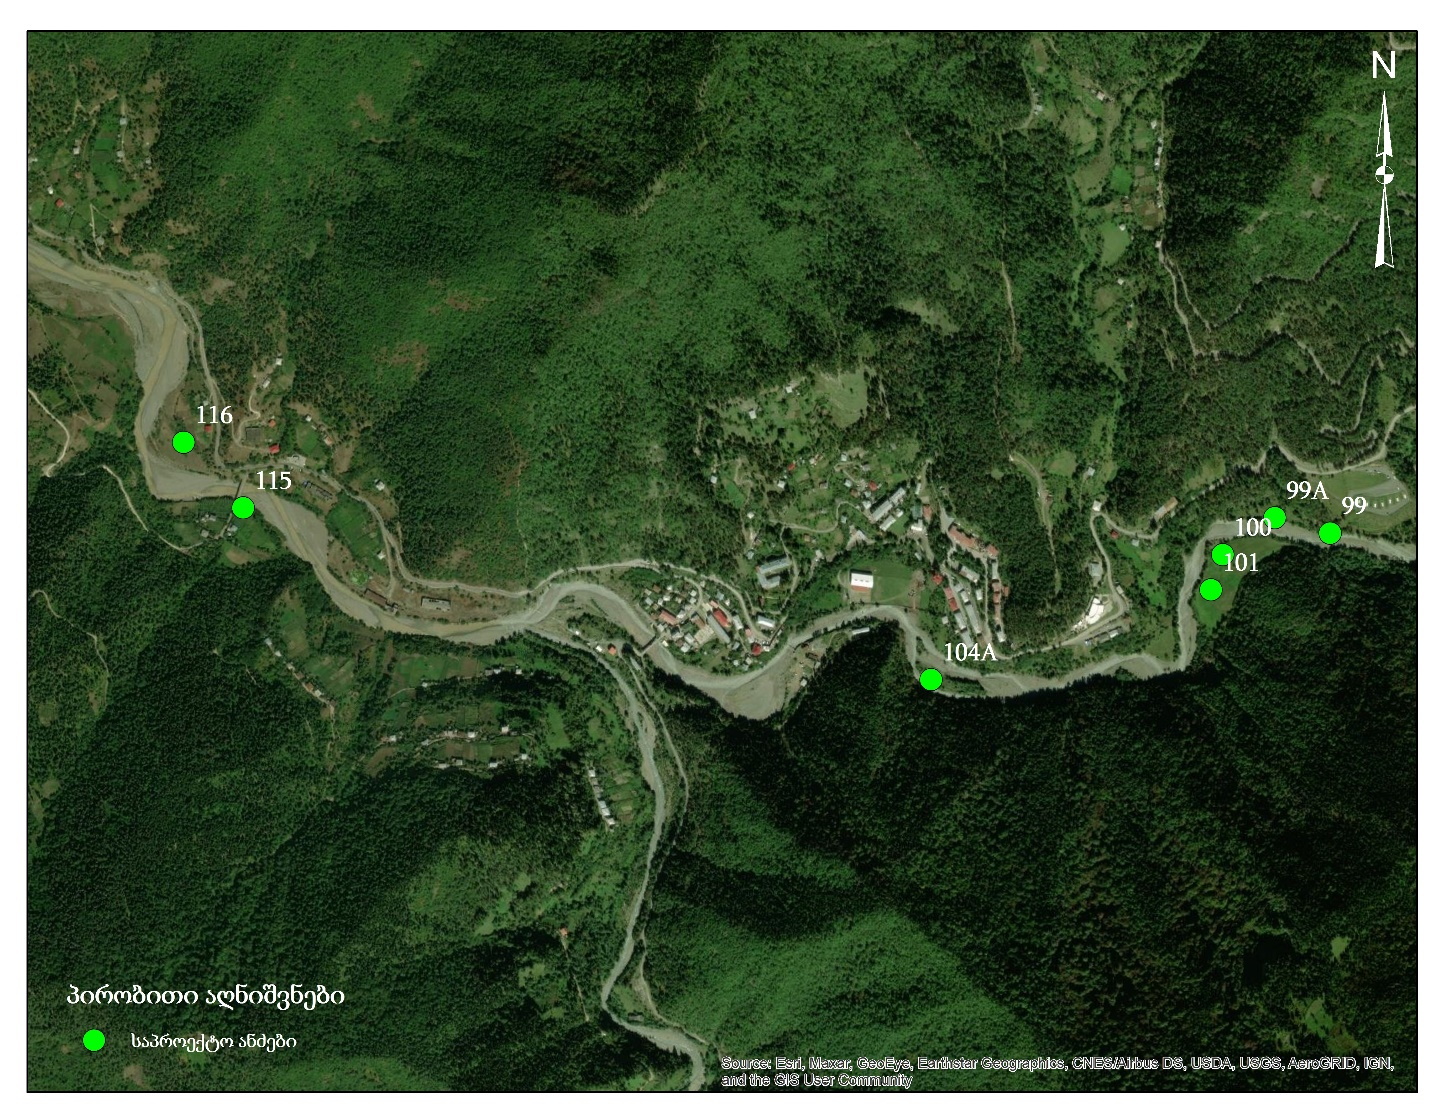 N
116
115
99A
99
100
101
104A
პირობითი აღნიშვნები
საპროექტო ანძები
Source: Esri, Maxar, GeoEye, Earthstar Geographics, CNES/Airbus DS, USDA, USGS, AeroGRID, IGN,
and the GIS User Community